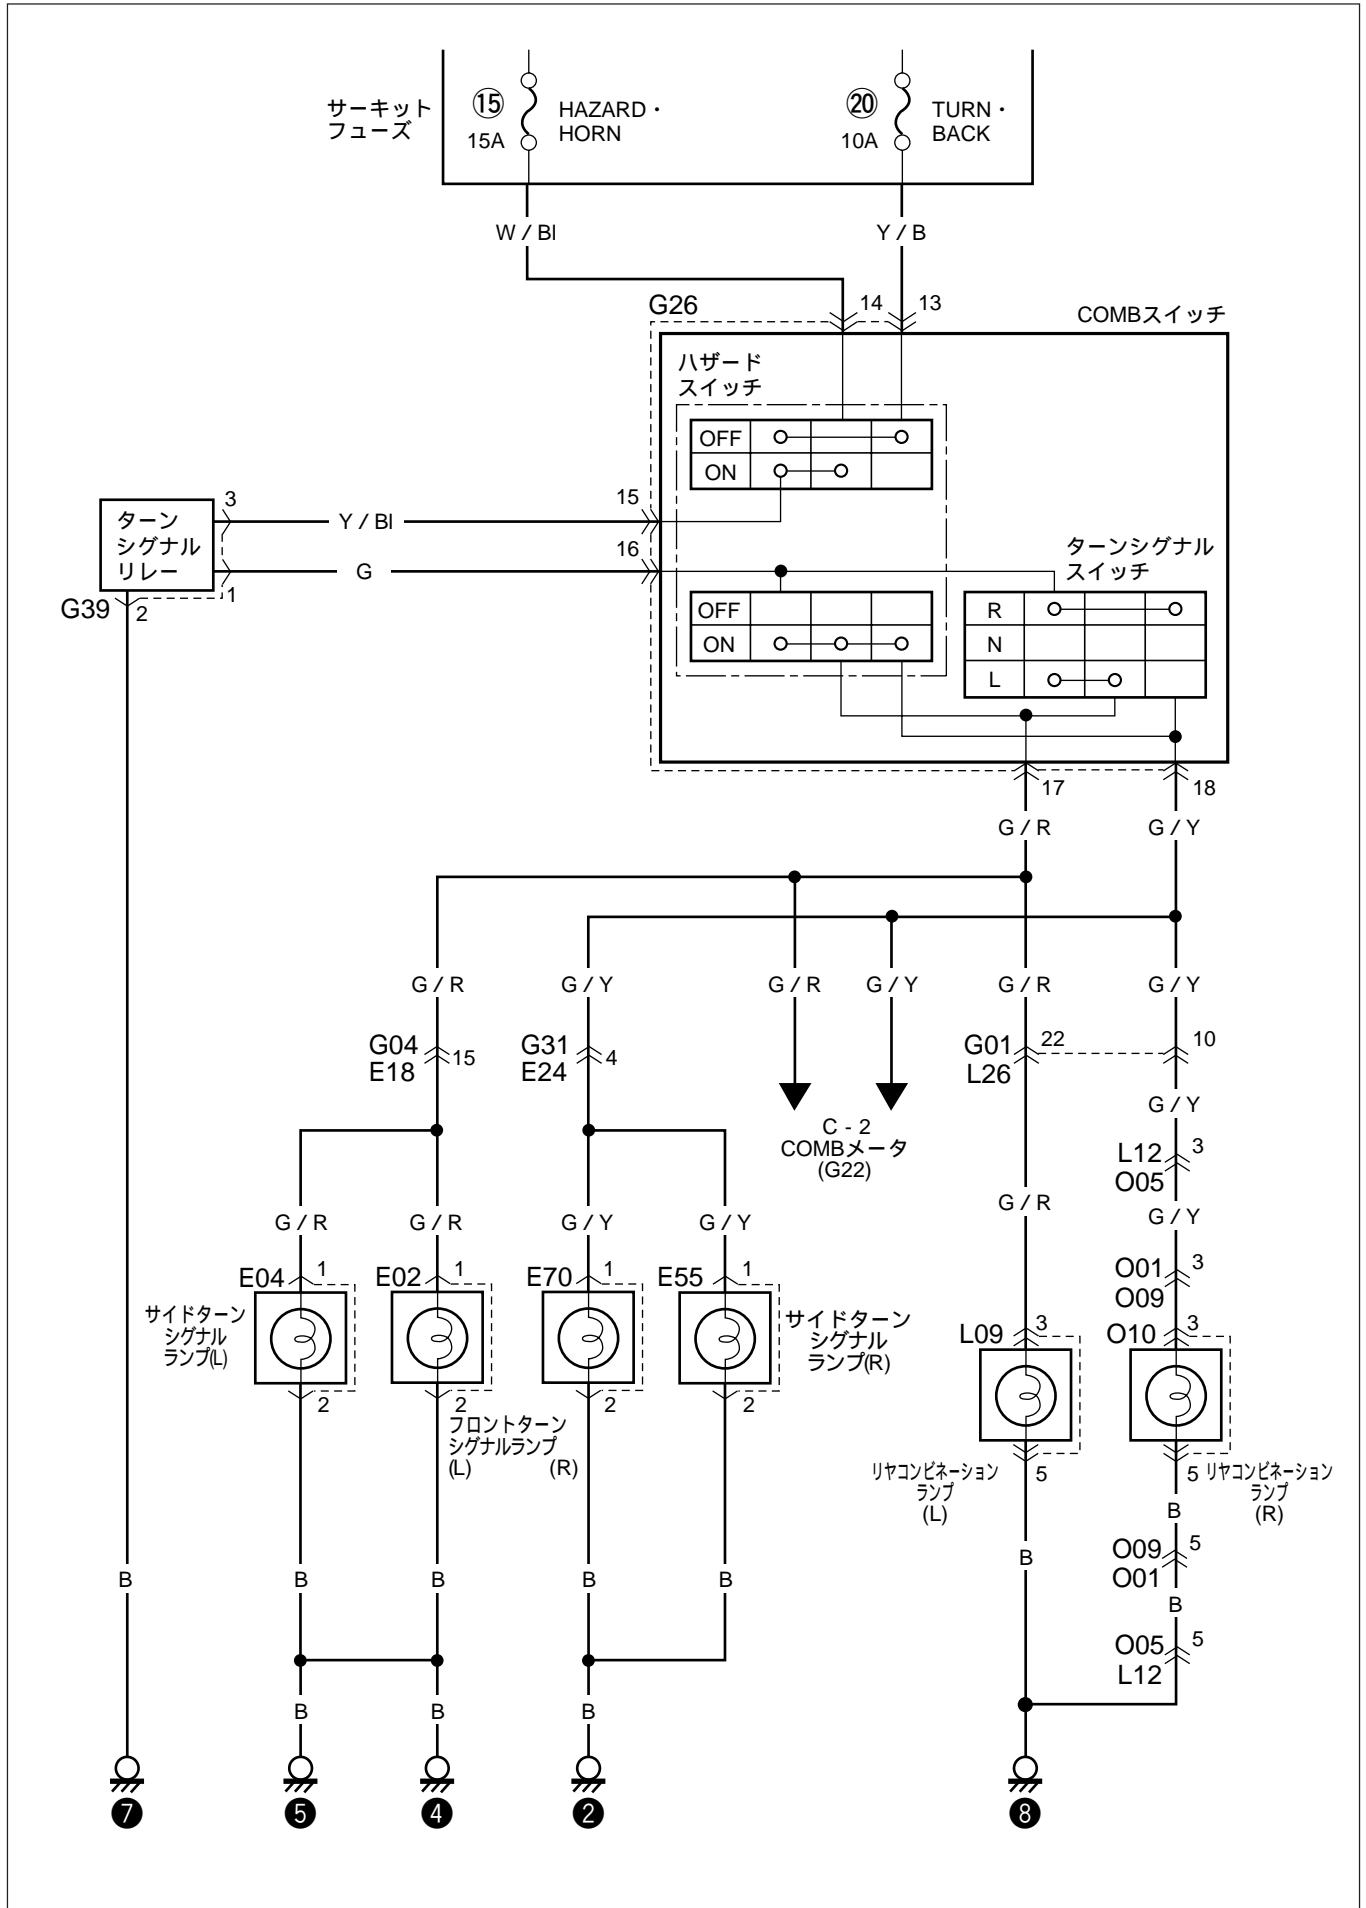 サーキット
フューズ
⑮
15A
HAZARD・
HORN
⑳
10A
TURN・
BACK
W / Bl
Y / B
G26
14
13
COMBスイッチ
ハザード
スイッチ
OFF
ON
ターン
シグナル
リレー
3
Y / Bl
15
1
G
16
G39
2
ターンシグナル
スイッチ
OFF
ON
R
N
L
17
18
G / R
G / Y
G / R
G / Y
G / R
G / Y
G / R
G / Y
G04
E18
15
G31
E24
4
G01
L26
22
10
C - 2
COMBメータ
(G22)
G / Y
L12
O05
3
G / R
G / Y
G / R
G / R
G / Y
G / Y
O01
O09
3
E04
1
E02
1
E70
1
E55
1
L09
3
O10
3
サイドターン
シグナル
ランプ(L)
サイドターン
シグナル
ランプ(R)
2
2
2
2
フロントターン
シグナルランプ
(L)
(R)
リヤコンビネーション
ランプ
(L)
5
5
リヤコンビネーション
ランプ
(R)
B
O09
O01
5
B
B
B
B
B
B
B
B
O05
L12
5
B
B
B
7
5
4
2
8